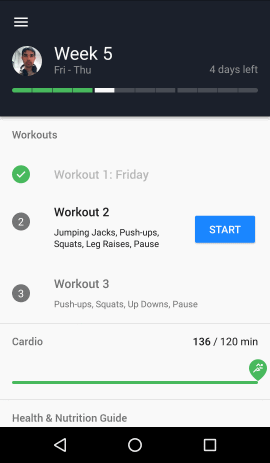 Week 5
Fri - Thu
4 days left
Workouts
Workout 1: Friday
2
Workout 2
Jumping Jacks, Push-ups,
Squats, Leg Raises, Pause
START
3
Workout 3
Push-ups, Squats, Up Downs, Pause
Cardio
136 / 120 min
Health & Nutrition Guide